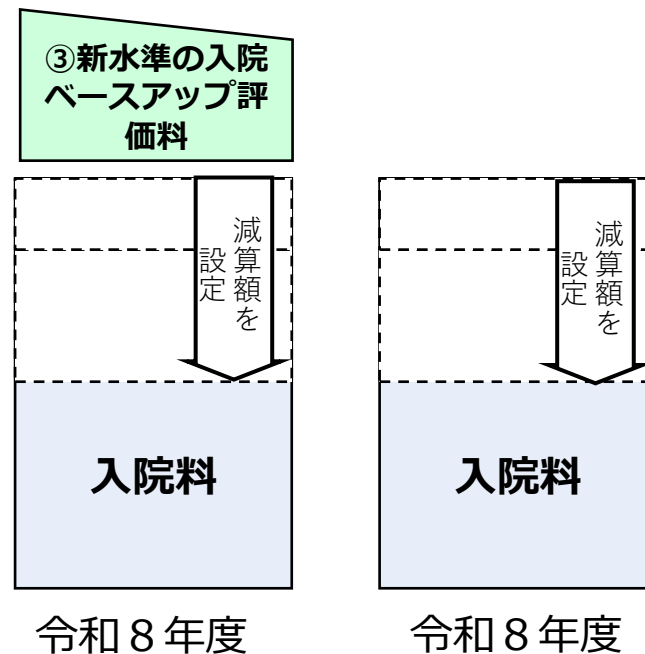 ③新水準の入院
ベースアップ評
価料
減算額を
設定
減算額を
設定
入院料
入院料
令和８年度
令和８年度